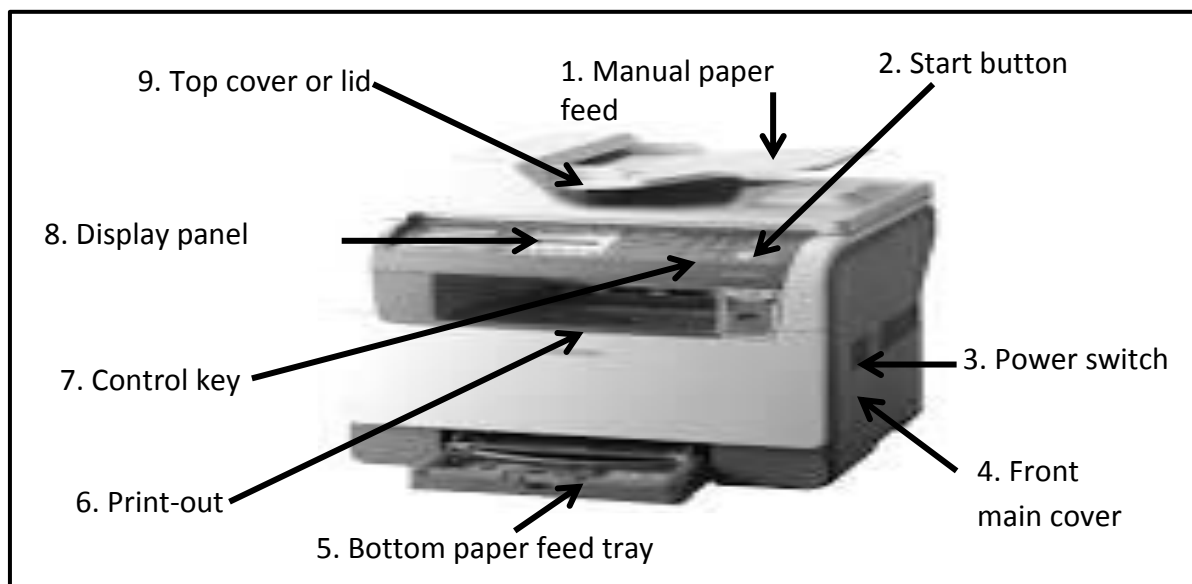 9. Top cover or lid
1. Manual paper
feed
2. Start button
8. Display panel
7. Control key
3. Power switch
6. Print-out
4. Front
main cover
5. Bottom paper feed tray